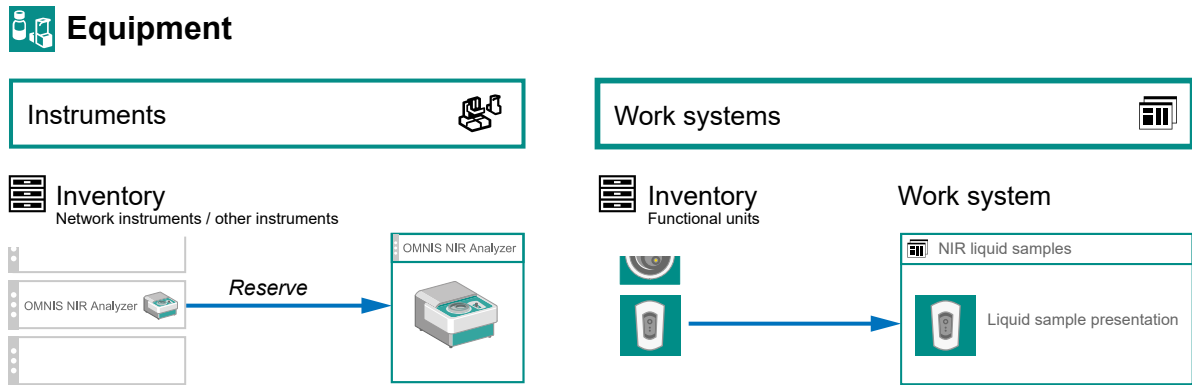 Equipment
Instruments
Work systems
Inventory
Network instruments / other instruments
Inventory
Functional units
Work system
OMNIS NIR Analyzer
Reserve
OMNIS NIR Analyzer
NIR liquid samples
Liquid sample presentation